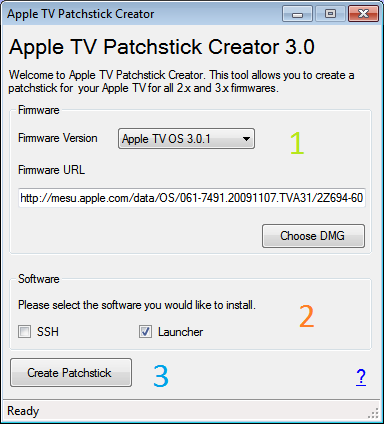 Apple TV Patchstick Creator
Apple TV Patchstick Creator 3.0
Welcome to Apple TV Patchstick Creator. This tool allows you to create a
patchstick for your Apple TV for all 2.x and 3.x firmwares.
Firmware
Firmware Version
Apple TV OS 3.0.1
1
Firmware URL
http://mesu.apple.com/data/OS/061-7491.20091107.TVA31/2Z694-60
Choose DMG
Software
Please select the software you would like to install.
2
SSH
Launcher
Create Patchstick
3
?
Ready